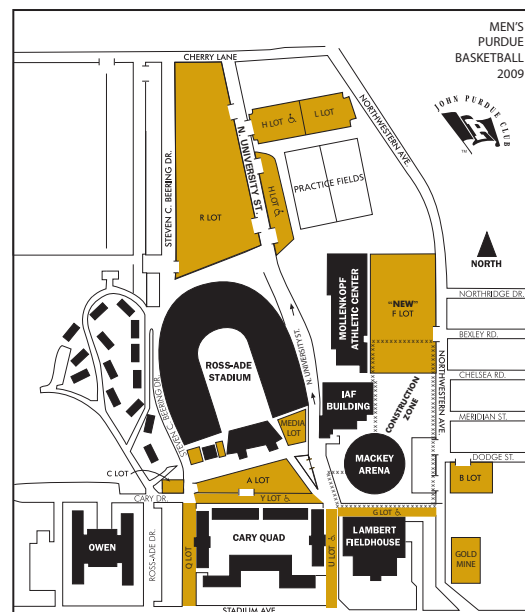 MEN'S
PURDUE
BASKETBALL
2009
JOHN PURDUE CLUB
TM
CHERRY LANE
NORTHWESTERN AVE.
H LOT
L LOT
N. UNIVERSITY ST.
STEVEN C. BEERING DR.
H LOT
PRACTICE FIELDS
R LOT
NORTH
MOLLENKOPF
ATHLETIC CENTER
"NEW"
F LOT
NORTHRIDGE DR.
BEXLEY RD.
ROSS-ADE
STADIUM
N. UNIVERSITY ST.
NORTHWESTERN AVE.
CHELSEA RD.
IAF
BUILDING
CONSTRUCTION
ZONE
MERIDIAN ST.
STEVEN C. BEERING DR.
MEDIA
LOT
DODGE ST.
MACKEY
ARENA
C LOT
A LOT
B LOT
CARY DR.
Y LOT
G LOT
OWEN
ROSS-ADE DR.
Q LOT
CARY QUAD
U LOT
LAMBERT
FIELDHOUSE
GOLD
MINE
STADIUM AVE.